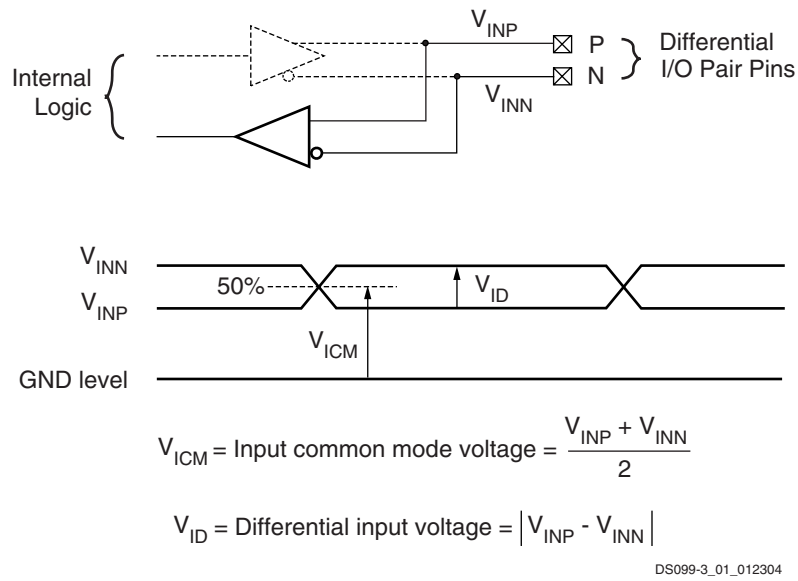 V_INP
P
Differential
I/O Pair Pins
N
V_INN
Internal
Logic
V_INN
50%
V_ID
V_INP
V_ICM
GND level
V_ICM = Input common mode voltage = (V_INP + V_INN) / 2
V_ID = Differential input voltage = |V_INP - V_INN|
DS099-3_01_012304